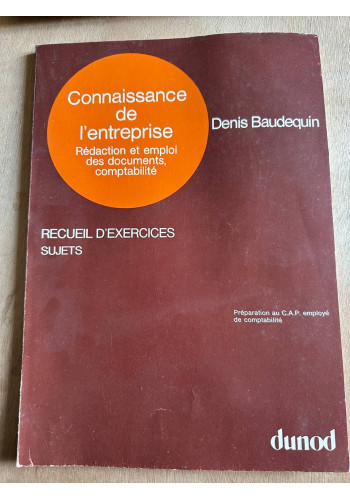 Connaissance
de
l'entreprise
Rédaction et emploi
des documents,
comptabilité
Denis Baudequin
RECUEIL D'EXERCICES
SUJETS
Préparation au C.A.P. employé
de comptabilité
dunod